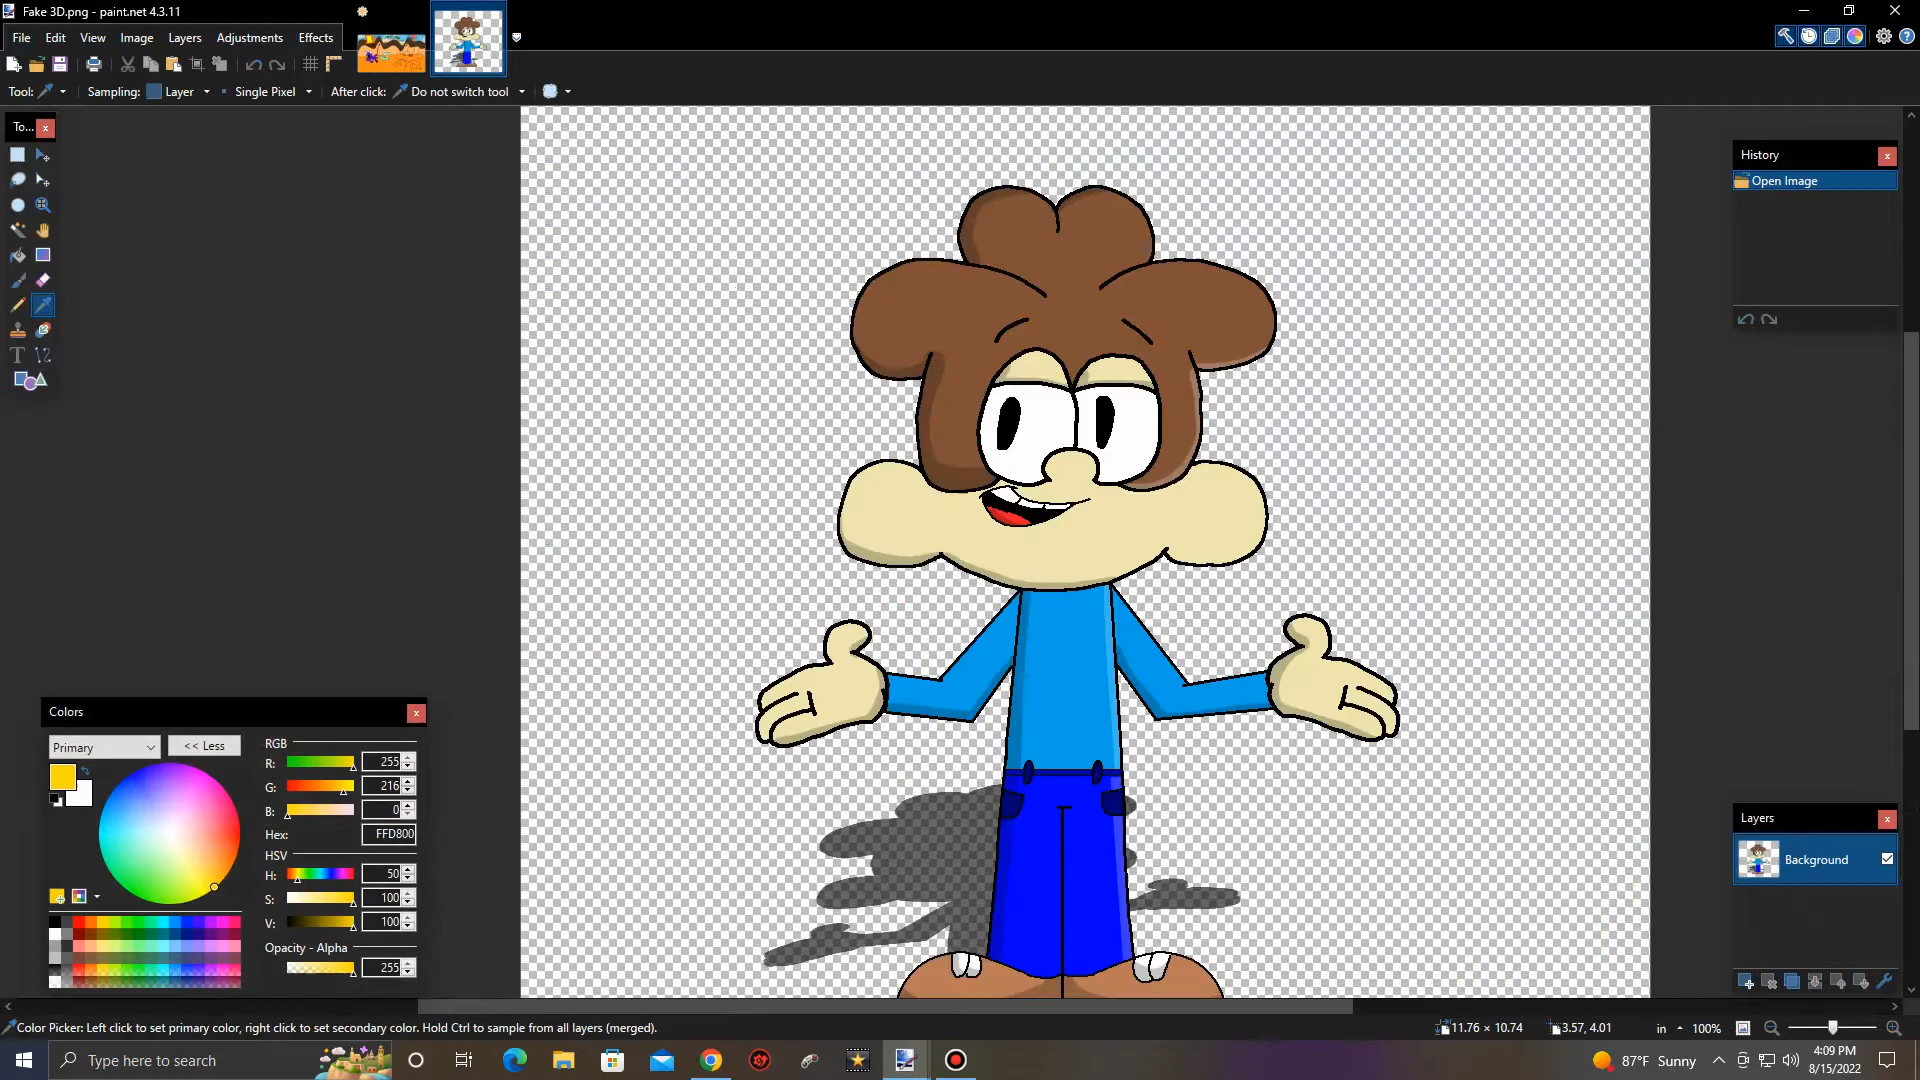 Fake 3D.png - paint.net 4.3.11
File Edit View Image Layers Adjustments Effects
Tool: Sampling: Layer Single Pixel After click: Do not switch tool
To...
History
Open Image
Colors
Primary
<< Less
RGB
R: 255
G: 216
B: 0
Hex: FFD800
HSV
H: 50
S: 100
V: 100
Opacity - Alpha
255
Layers
Background
Color Picker: Left click to set primary color, right click to set secondary color. Hold Ctrl to sample from all layers (merged).
11.76 × 10.74
3.57, 4.01
in
100%
Type here to search
87°F Sunny
4:09 PM
8/15/2022